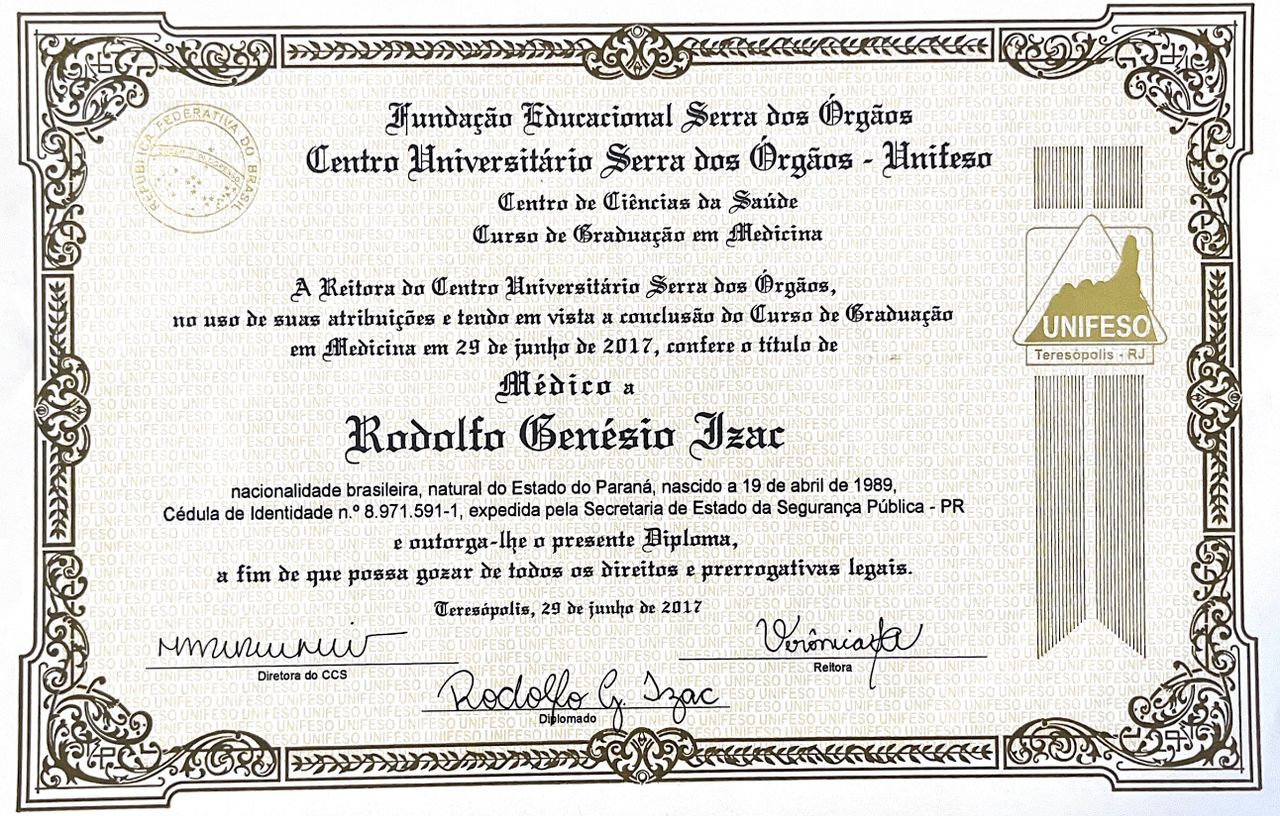 REPÚBLICA FEDERATIVA DO BRASIL
Fundação Educacional Serra dos Órgãos
Centro Universitário Serra dos Órgãos - Unifeso
Centro de Ciências da Saúde
Curso de Graduação em Medicina
A Reitora do Centro Universitário Serra dos Órgãos,
no uso de suas atribuições e tendo em vista a conclusão do Curso de Graduação
em Medicina em 29 de junho de 2017, confere o título de
Médico a
Rodolfo Genésio Izac
nacionalidade brasileira, natural do Estado do Paraná, nascido a 19 de abril de 1989,
Cédula de Identidade n.º 8.971.591-1, expedida pela Secretaria de Estado da Segurança Pública - PR
e outorga-lhe o presente Diploma,
a fim de que possa gozar de todos os direitos e prerrogativas legais.
Teresópolis, 29 de junho de 2017
Diretora do CCS
Reitora
Rodolfo G. Izac
Diplomado
UNIFESO
Teresópolis - RJ